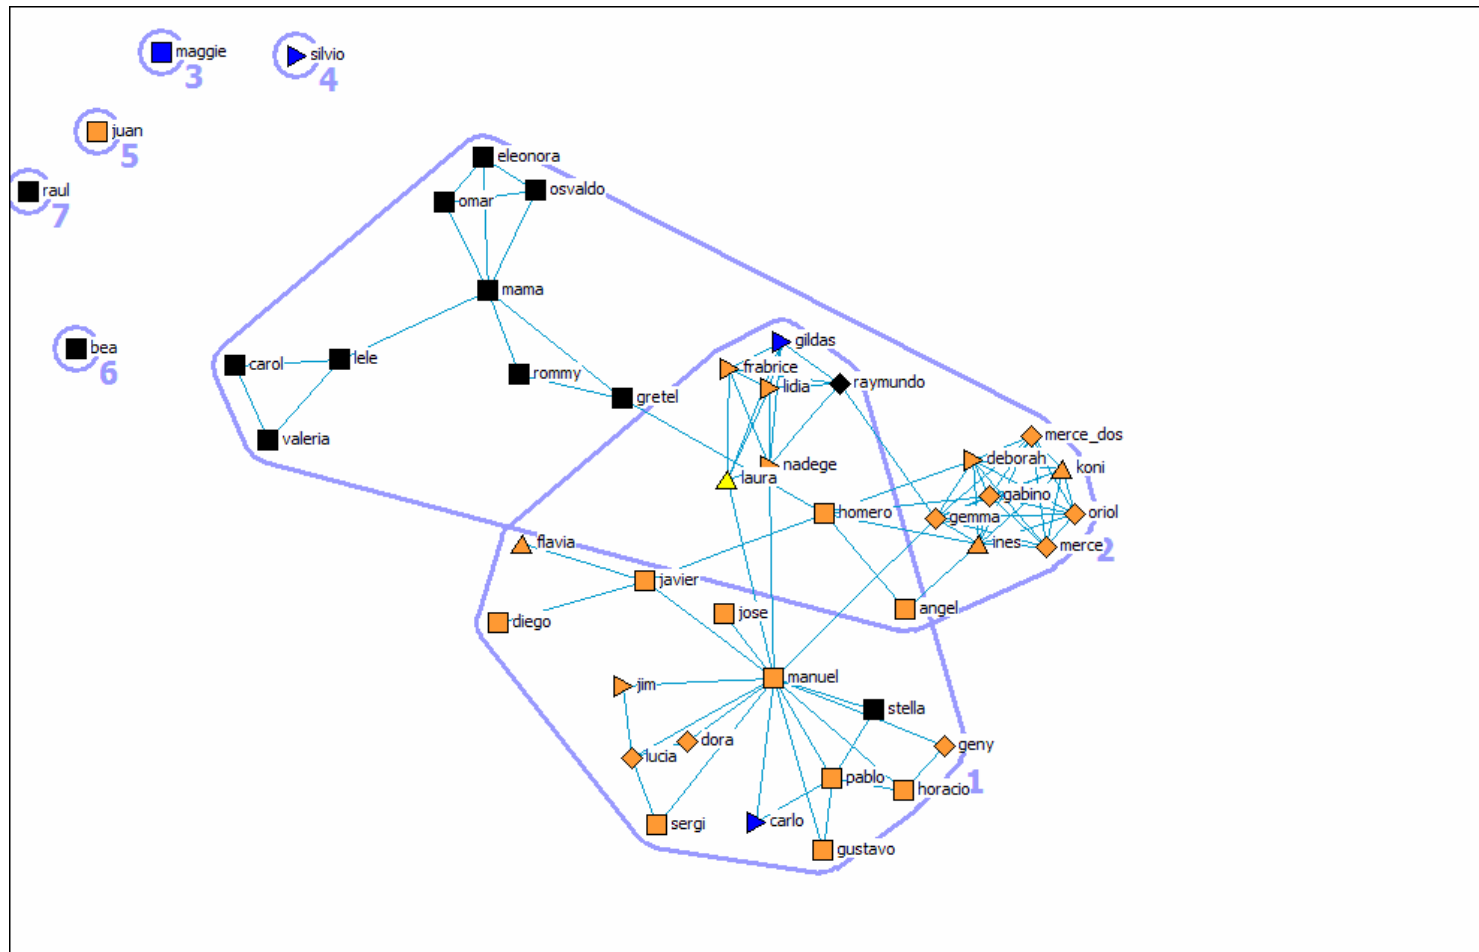 maggie
3
silvio
4
juan
5
raul
7
eleonora
osvaldo
omar
mama
bea
6
carol
lele
rommy
gretel
valeria
gildas
frabrice
lidia
raymundo
merce_dos
deborah
koni
nadege
laura
gabino
homero
gemma
oriol
ines
merce
2
flavia
javier
diego
jose
angel
manuel
jim
stella
dora
lucia
geny
pablo
horacio
1
sergi
carlo
gustavo